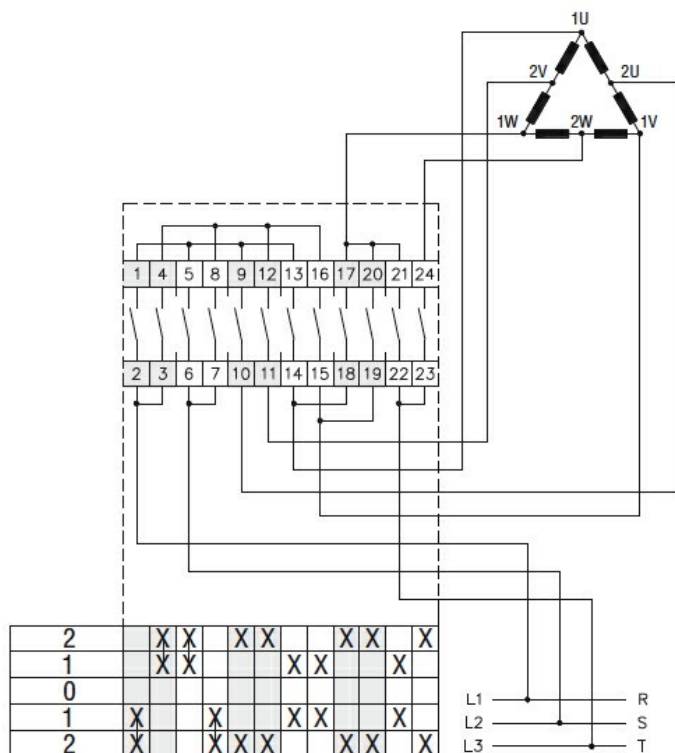 1U
2V 2U
1W 2W 1V
1 4 5 8 9 12 13 16 17 20 21 24
2 3 6 7 10 11 14 15 18 19 22 23
2 X X X X X X X
1 X X X X X
0
1 X X X X X
2 X X X X X X X
L1 R
L2 S
L3 T